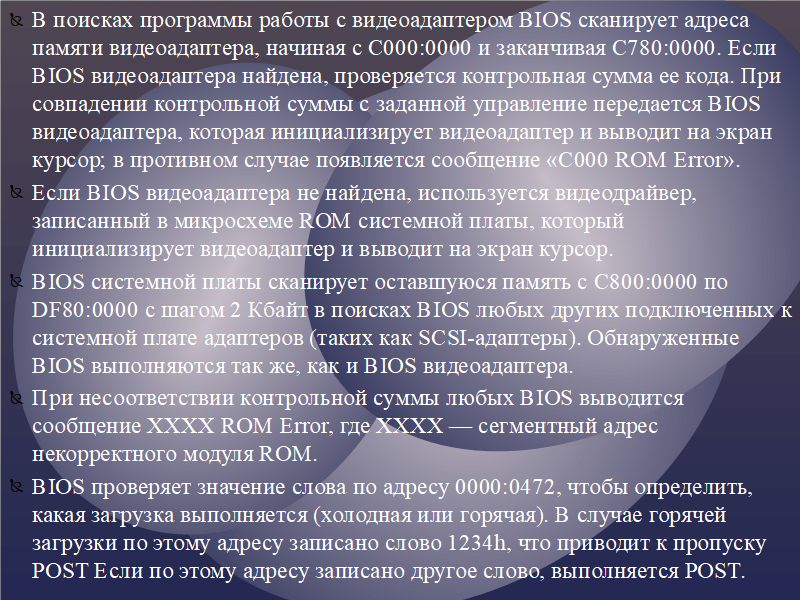 В поисках программы работы с видеоадаптером BIOS сканирует адреса
памяти видеоадаптера, начиная с C000:0000 и заканчивая C780:0000. Если
BIOS видеоадаптера найдена, проверяется контрольная сумма ее кода. При
совпадении контрольной суммы с заданной управление передается BIOS
видеоадаптера, которая инициализирует видеоадаптер и выводит на экран
курсор; в противном случае появляется сообщение «C000 ROM Error».
Если BIOS видеоадаптера не найдена, используется видеодрайвер,
записанный в микросхеме ROM системной платы, который
инициализирует видеоадаптер и выводит на экран курсор.
BIOS системной платы сканирует оставшуюся память с C800:0000 по
DF80:0000 с шагом 2 Кбайт в поисках BIOS любых других подключенных к
системной плате адаптеров (таких как SCSI-адаптеры). Обнаруженные
BIOS выполняются так же, как и BIOS видеоадаптера.
При несоответствии контрольной суммы любых BIOS выводится
сообщение XXXX ROM Error, где XXXX — сегментный адрес
некорректного модуля ROM.
BIOS проверяет значение слова по адресу 0000:0472, чтобы определить,
какая загрузка выполняется (холодная или горячая). В случае горячей
загрузки по этому адресу записано слово 1234h, что приводит к пропуску
POST Если по этому адресу записано другое слово, выполняется POST.